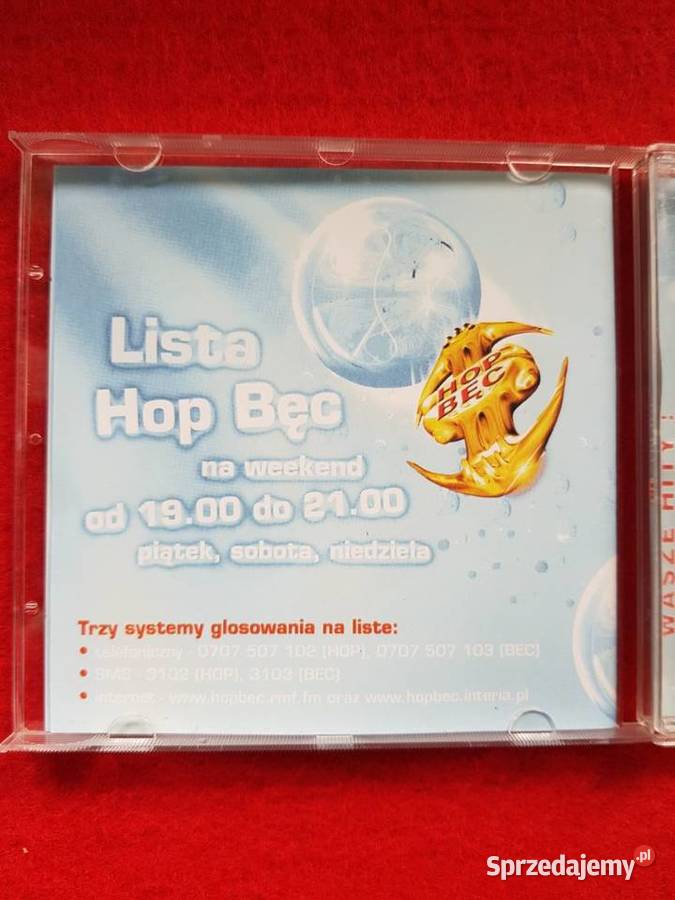 Lista
Hop Bęc
na weekend
od 19.00 do 21.00
piątek, sobota, niedziela
HOP
BĘC
Trzy systemy glosowania na liste:
• telefoniczny - 0707 507 102 (HOP), 0707 507 103 (BEC)
• SMS - 3102 (HOP), 3103 (BEC)
• internet - www.hopbec.rmf.fm oraz www.hopbec.interia.pl
WASZE HITY !
Sprzedajemy.pl